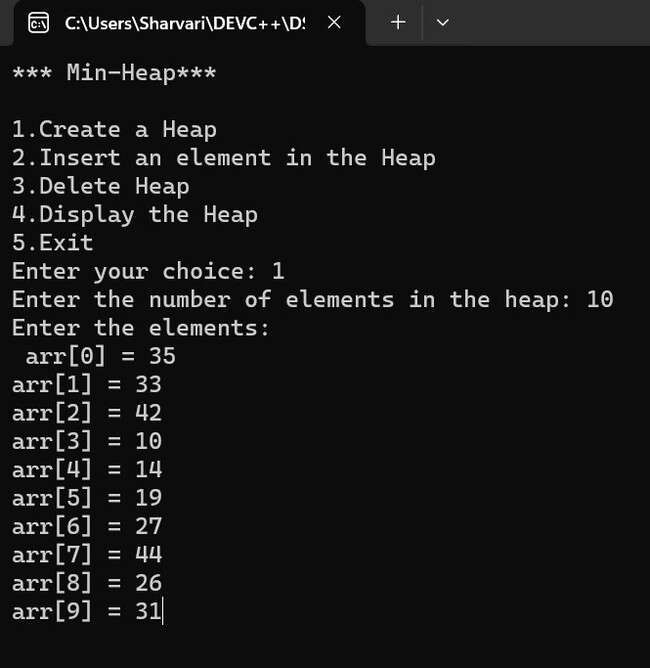 C:\Users\Sharvari\DEVC++\D
*** Min-Heap***
1.Create a Heap
2.Insert an element in the Heap
3.Delete Heap
4.Display the Heap
5.Exit
Enter your choice: 1
Enter the number of elements in the heap: 10
Enter the elements:
arr[0] = 35
arr[1] = 33
arr[2] = 42
arr[3] = 10
arr[4] = 14
arr[5] = 19
arr[6] = 27
arr[7] = 44
arr[8] = 26
arr[9] = 31